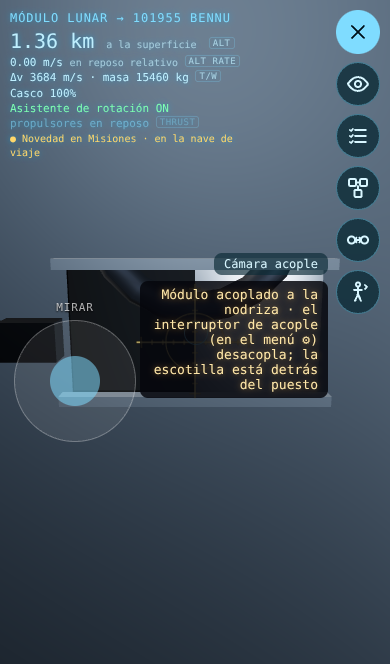 MÓDULO LUNAR → 101955 BENNU
1.36 km a la superficie ALT
0.00 m/s en reposo relativo ALT RATE
Δv 3684 m/s · masa 15460 kg T/W
Casco 100%
Asistente de rotación ON
propulsores en reposo THRUST
● Novedad en Misiones · en la nave de
viaje
Cámara acople
Módulo acoplado a la
nodriza · el
interruptor de acople
(en el menú ⚙)
desacopla; la
escotilla está detrás
del puesto
MIRAR